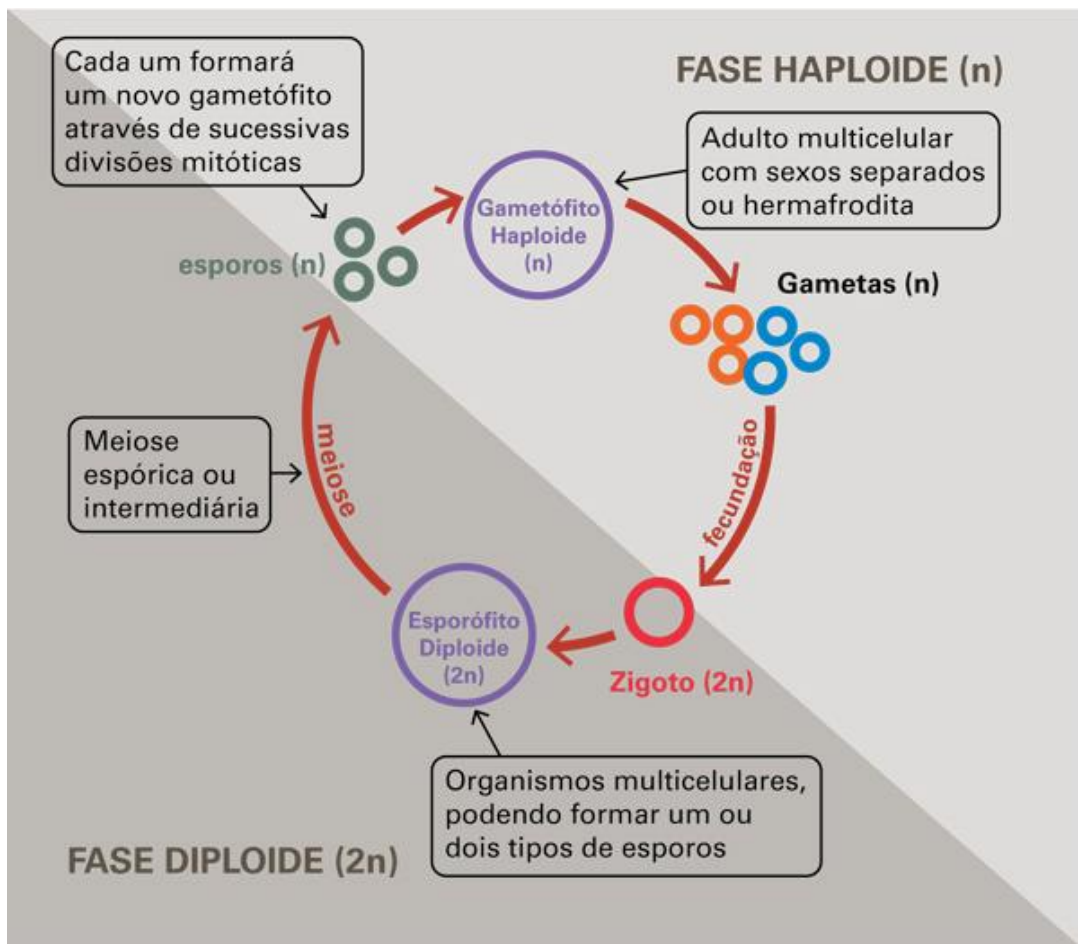 Cada um formará
um novo gametófito
através de sucessivas
divisões mitóticas
FASE HAPLOIDE (n)
Adulto multicelular
com sexos separados
ou hermafrodita
Gametófito
Haploide
(n)
esporos (n)
Gametas (n)
fecundação
meiose
Meiose
espórica ou
intermediária
Esporófito
Diploide
(2n)
Zigoto (2n)
Organismos multicelulares,
podendo formar um ou
dois tipos de esporos
FASE DIPLOIDE (2n)